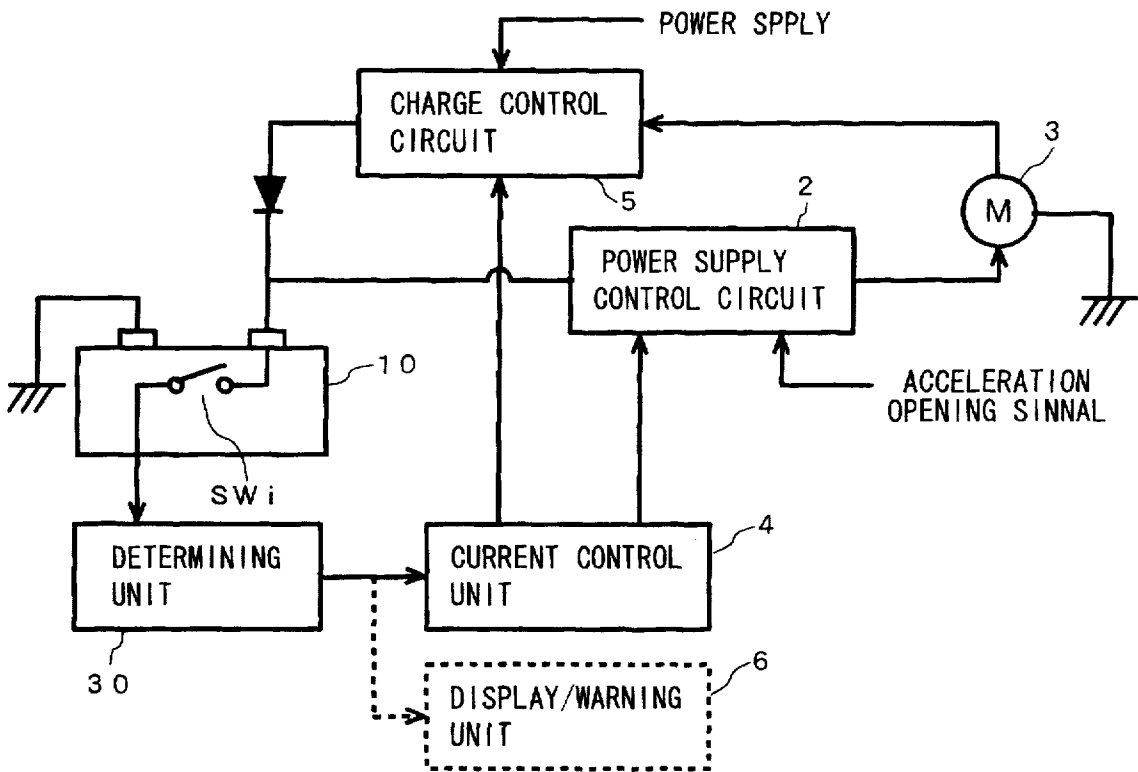 POWER SPPLY
CHARGE CONTROL
CIRCUIT
5
3
M
2
POWER SUPPLY
CONTROL CIRCUIT
10
SWi
ACCELERATION
OPENING SINNAL
DETERMINING
UNIT
30
CURRENT CONTROL
UNIT
4
DISPLAY/WARNING
UNIT
6